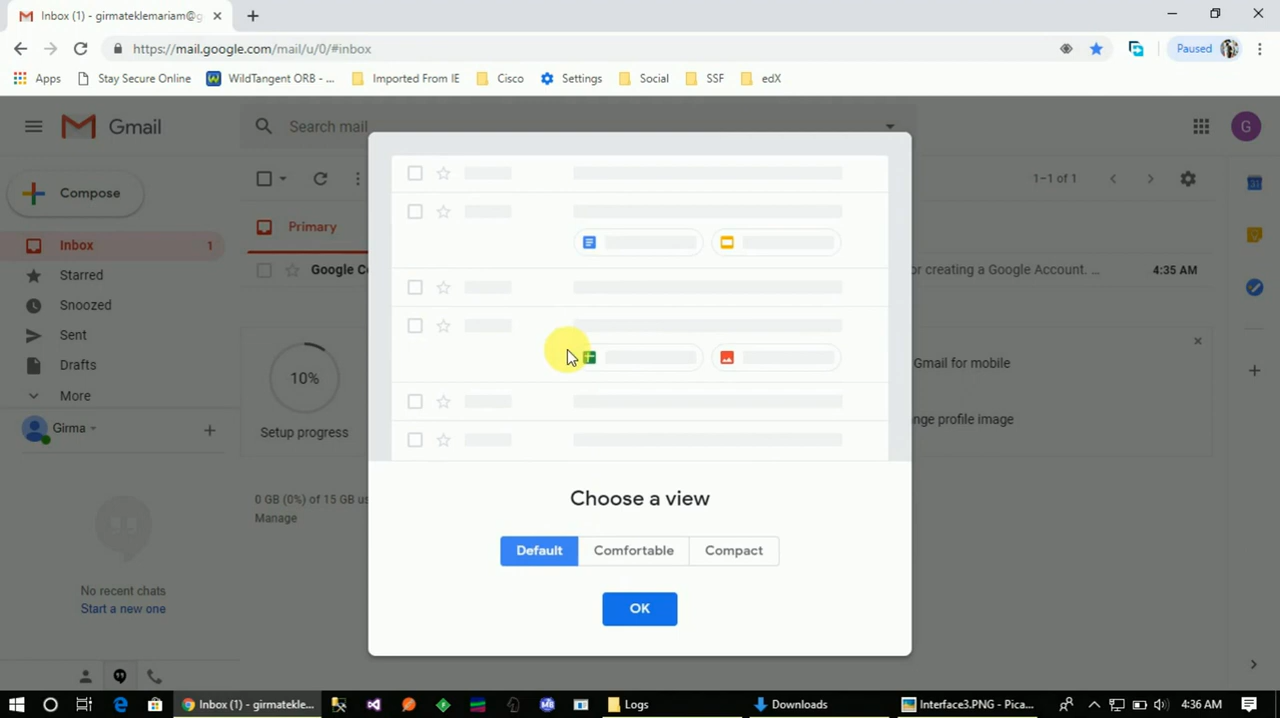 Inbox (1) - girmateklemariam@g
https://mail.google.com/mail/u/0/#inbox
Paused
Apps
Stay Secure Online
WildTangent ORB - ...
Imported From IE
Cisco
Settings
Social
SSF
edX
Gmail
Search mail
G
Compose
1–1 of 1
Inbox
1
Primary
Starred
Google C
or creating a Google Account. ...
4:35 AM
Snoozed
Sent
Drafts
Gmail for mobile
10%
More
nge profile image
Girma
Setup progress
0 GB (0%) of 15 GB us
Manage
Choose a view
Default
Comfortable
Compact
No recent chats
Start a new one
OK
Inbox (1) - girmatekle...
Logs
Downloads
Interface3.PNG - Pica...
4:36 AM